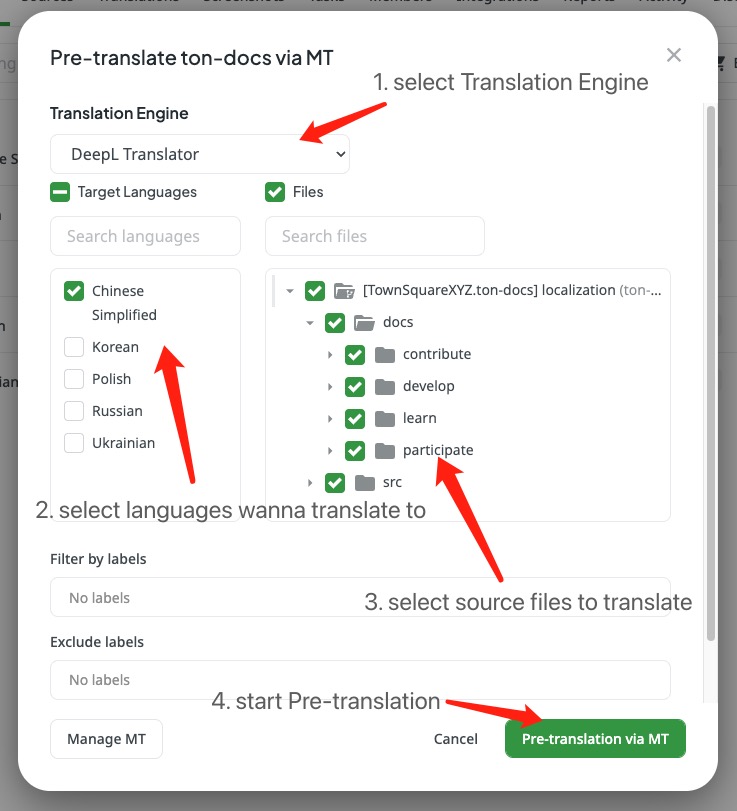 Pre-translate ton-docs via MT
1. select Translation Engine
Translation Engine
DeepL Translator
Target Languages
Files
Search languages
Search files
Chinese
Simplified
Korean
Polish
Russian
Ukrainian
[TownSquareXYZ.ton-docs] localization (ton-...
docs
contribute
develop
learn
participate
src
2. select languages wanna translate to
Filter by labels
No labels
3. select source files to translate
Exclude labels
No labels
4. start Pre-translation
Manage MT
Cancel
Pre-translation via MT